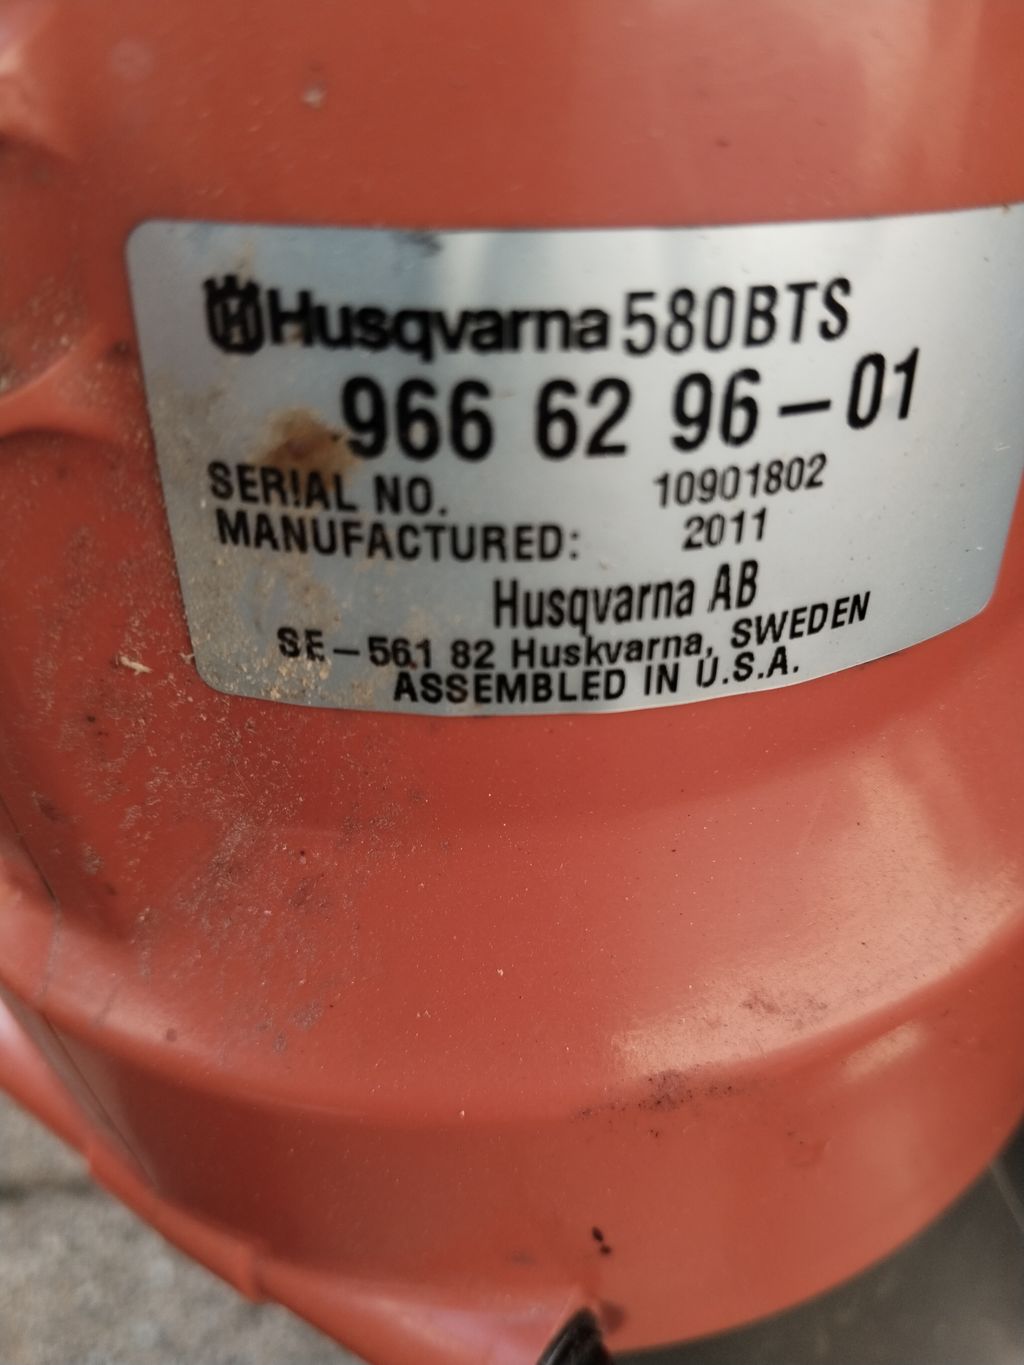 Husqvarna 580BTS
966 62 96-01
SERIAL NO. 10901802
MANUFACTURED: 2011
Husqvarna AB
SE-561 82 Huskvarna, SWEDEN
ASSEMBLED IN U.S.A.